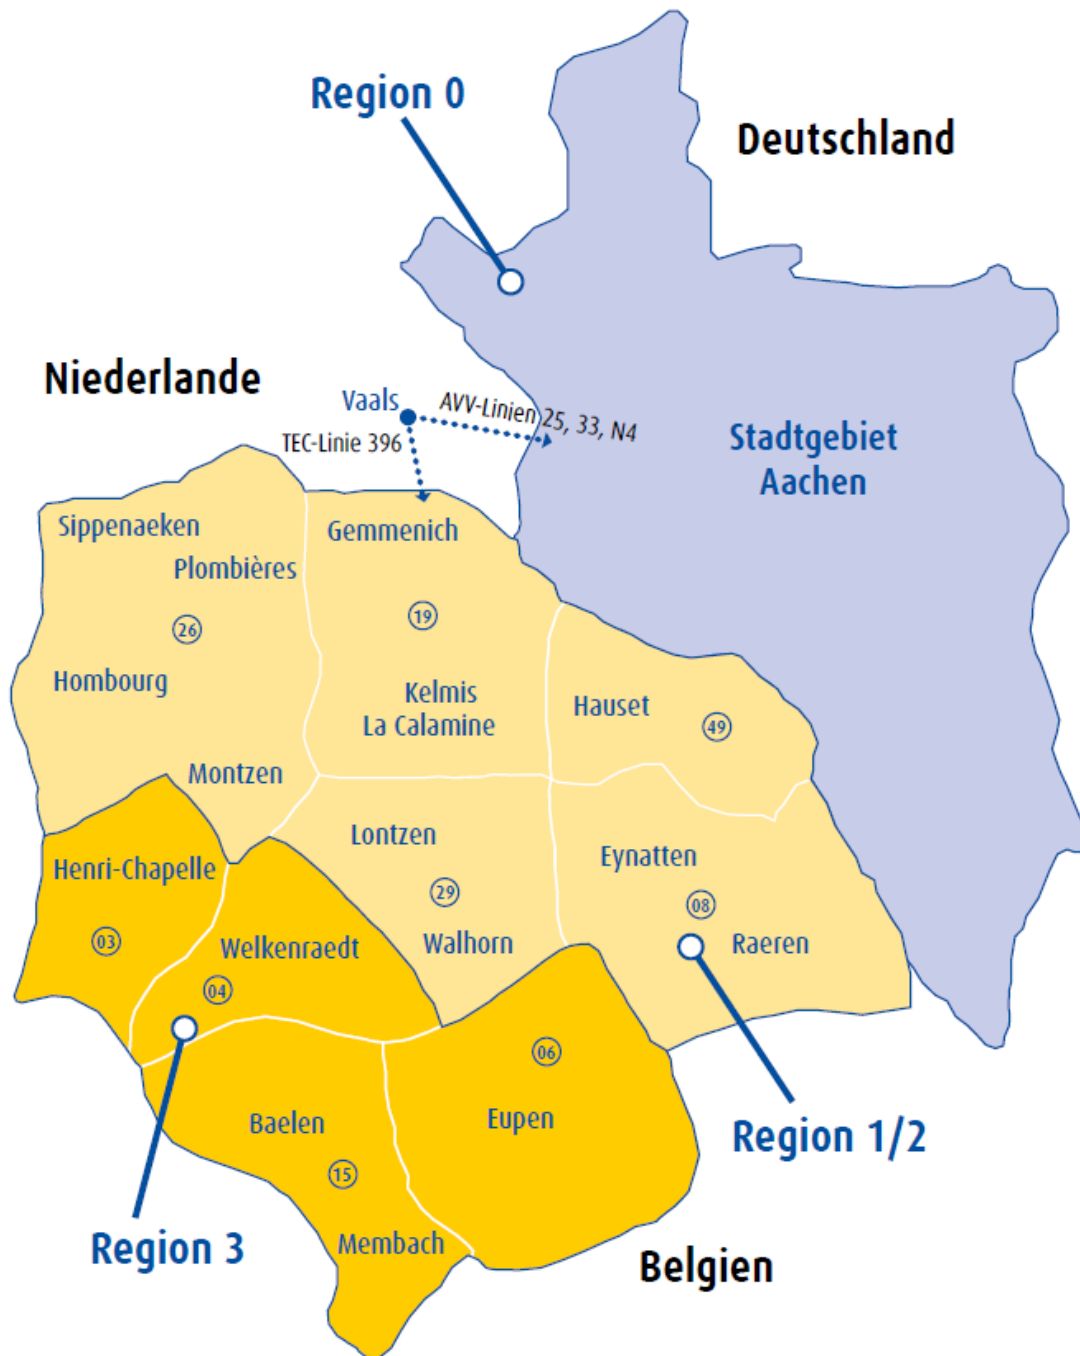 Region 0
Deutschland
Niederlande
Vaals
AVV-Linien 25, 33, N4
TEC-Linie 396
Stadtgebiet
Aachen
Sippenaeken
Gemmenich
Plombières
19
26
Hombourg
Kelmis
La Calamine
Hauset
49
Montzen
Lontzen
Henri-Chapelle
Eynatten
29
08
03
Welkenraedt
Walhorn
Raeren
04
06
Baelen
Eupen
Region 1/2
15
Membach
Region 3
Belgien